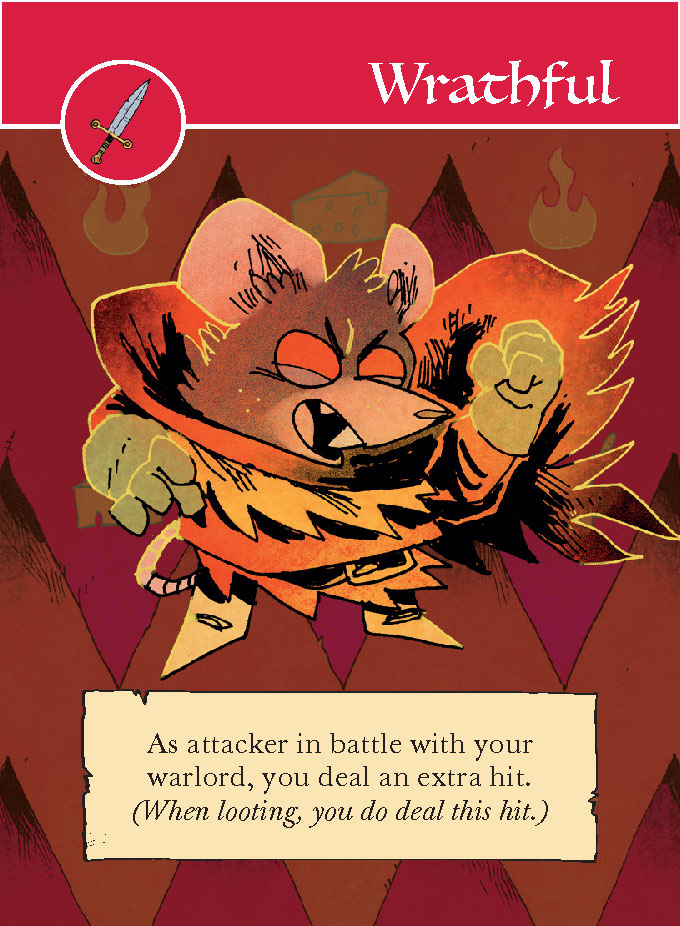 Wrathful
As attacker in battle with your
warlord, you deal an extra hit.
(When looting, you do deal this hit.)